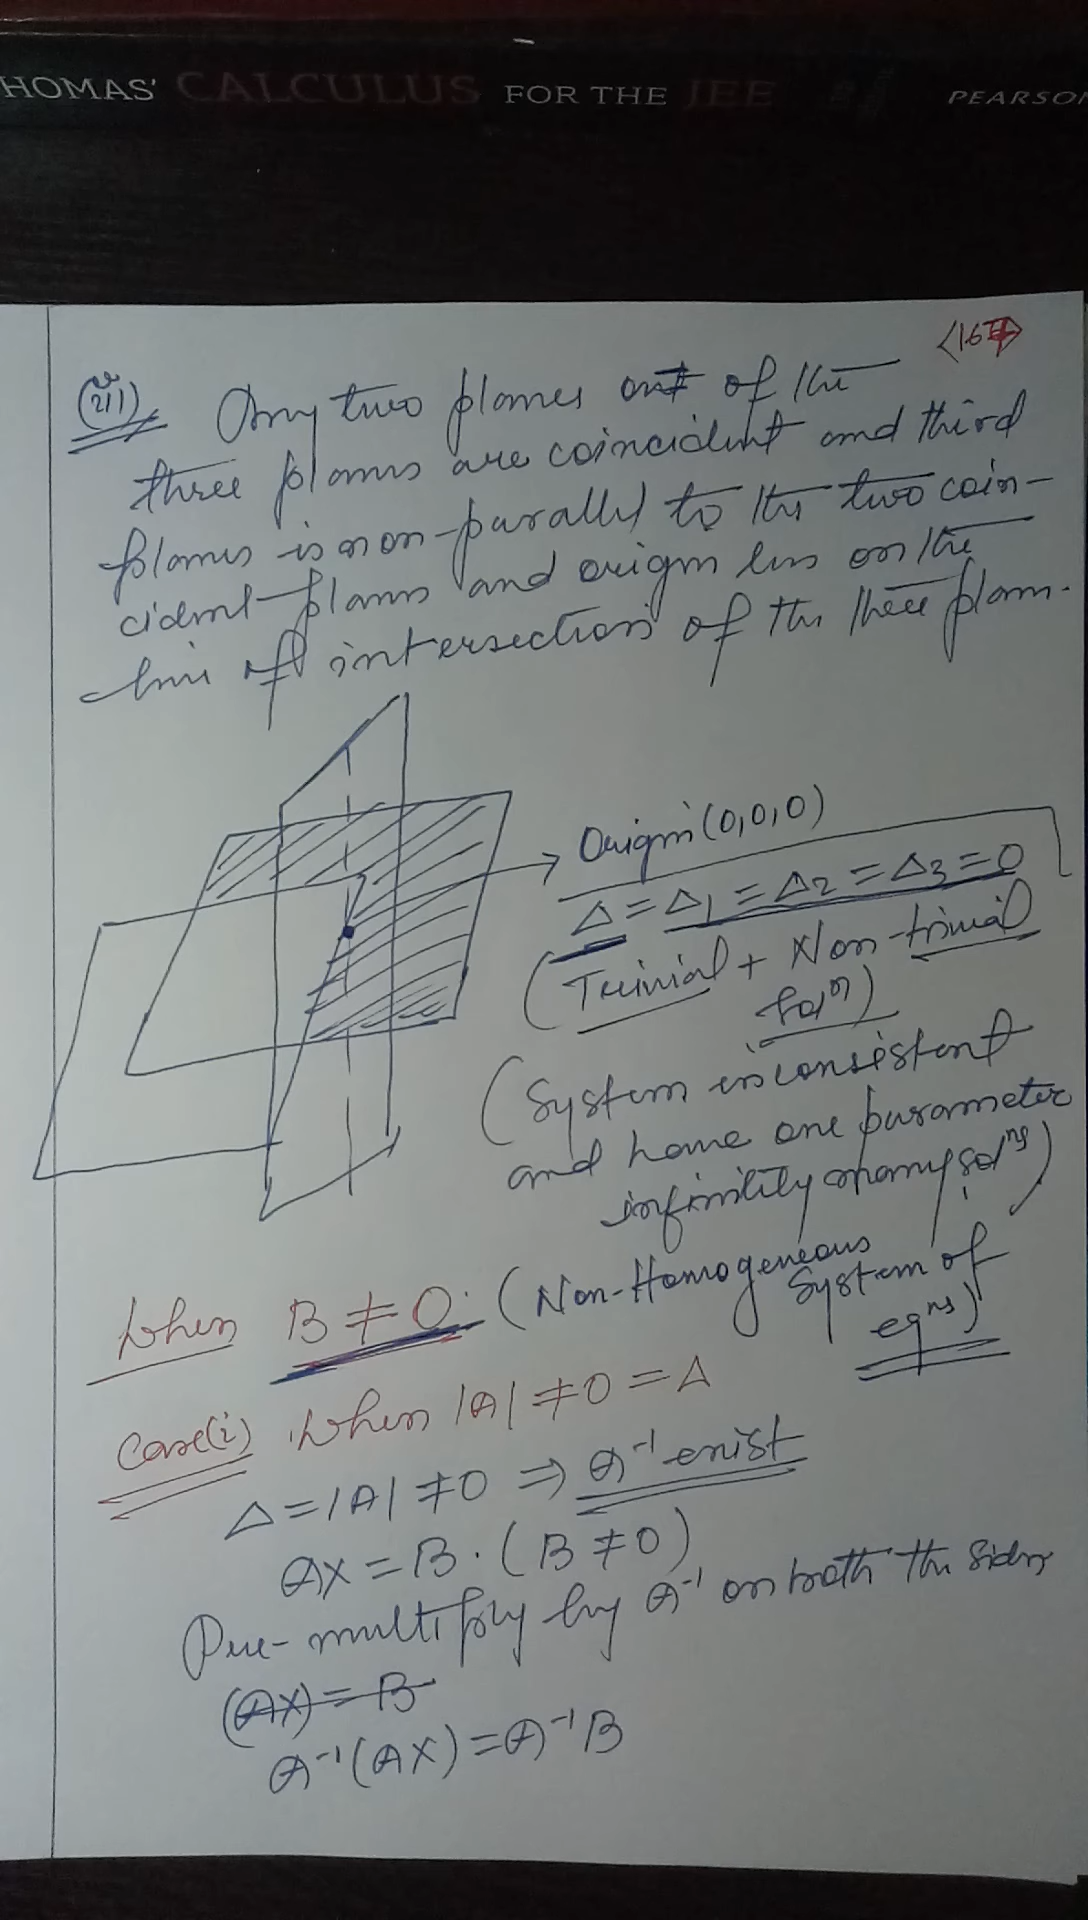 HOMAS' CALCULUS FOR THE JEE PEARSON
<167>
(vii) Any two planes out of the
three planes are coincident and third
planes is non-parallel to the two coin-
cident planes and origin lies on the
line of intersection of the three plan-
Origin (0,0,0)
Δ = Δ1 = Δ2 = Δ3 = 0
(Trivial + Non-trivial
Solⁿ)
(System is consistent
and have one parameter
infinitely many solⁿˢ)
When B ≠ 0. (Non-Homogeneous
System of
eqⁿˢ)
Case(i) When |A| ≠ 0 = Δ
Δ = |A| ≠ 0 ⇒ A⁻¹ exist
AX = B. (B ≠ 0)
Pre-multiply by A⁻¹ on both the sides
(AX) = B
A⁻¹(AX) = A⁻¹B